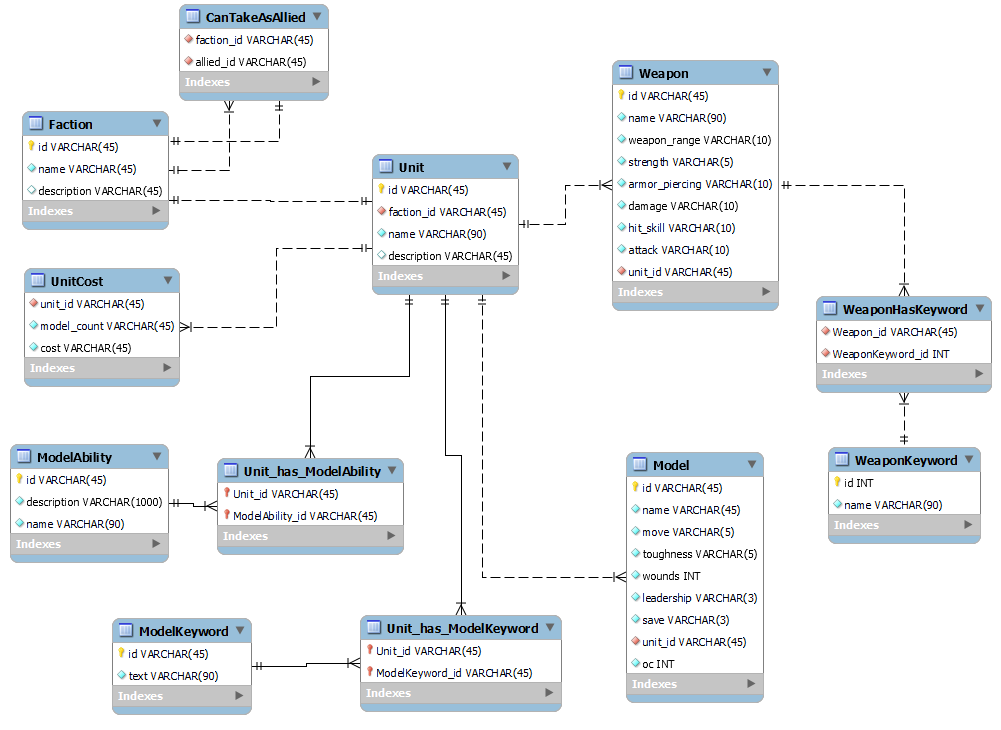 CanTakeAsAllied
faction_id VARCHAR(45)
allied_id VARCHAR(45)
Indexes
Faction
id VARCHAR(45)
name VARCHAR(45)
description VARCHAR(45)
Indexes
Unit
id VARCHAR(45)
faction_id VARCHAR(45)
name VARCHAR(90)
description VARCHAR(45)
Indexes
Weapon
id VARCHAR(45)
name VARCHAR(90)
weapon_range VARCHAR(10)
strength VARCHAR(5)
armor_piercing VARCHAR(10)
damage VARCHAR(10)
hit_skill VARCHAR(10)
attack VARCHAR(10)
unit_id VARCHAR(45)
Indexes
UnitCost
unit_id VARCHAR(45)
model_count VARCHAR(45)
cost VARCHAR(45)
Indexes
WeaponHasKeyword
Weapon_id VARCHAR(45)
WeaponKeyword_id INT
Indexes
ModelAbility
id VARCHAR(45)
description VARCHAR(1000)
name VARCHAR(90)
Indexes
Unit_has_ModelAbility
Unit_id VARCHAR(45)
ModelAbility_id VARCHAR(45)
Indexes
Model
id VARCHAR(45)
name VARCHAR(45)
move VARCHAR(5)
toughness VARCHAR(5)
wounds INT
leadership VARCHAR(3)
save VARCHAR(3)
unit_id VARCHAR(45)
oc INT
Indexes
WeaponKeyword
id INT
name VARCHAR(90)
Indexes
ModelKeyword
id VARCHAR(45)
text VARCHAR(90)
Indexes
Unit_has_ModelKeyword
Unit_id VARCHAR(45)
ModelKeyword_id VARCHAR(45)
Indexes